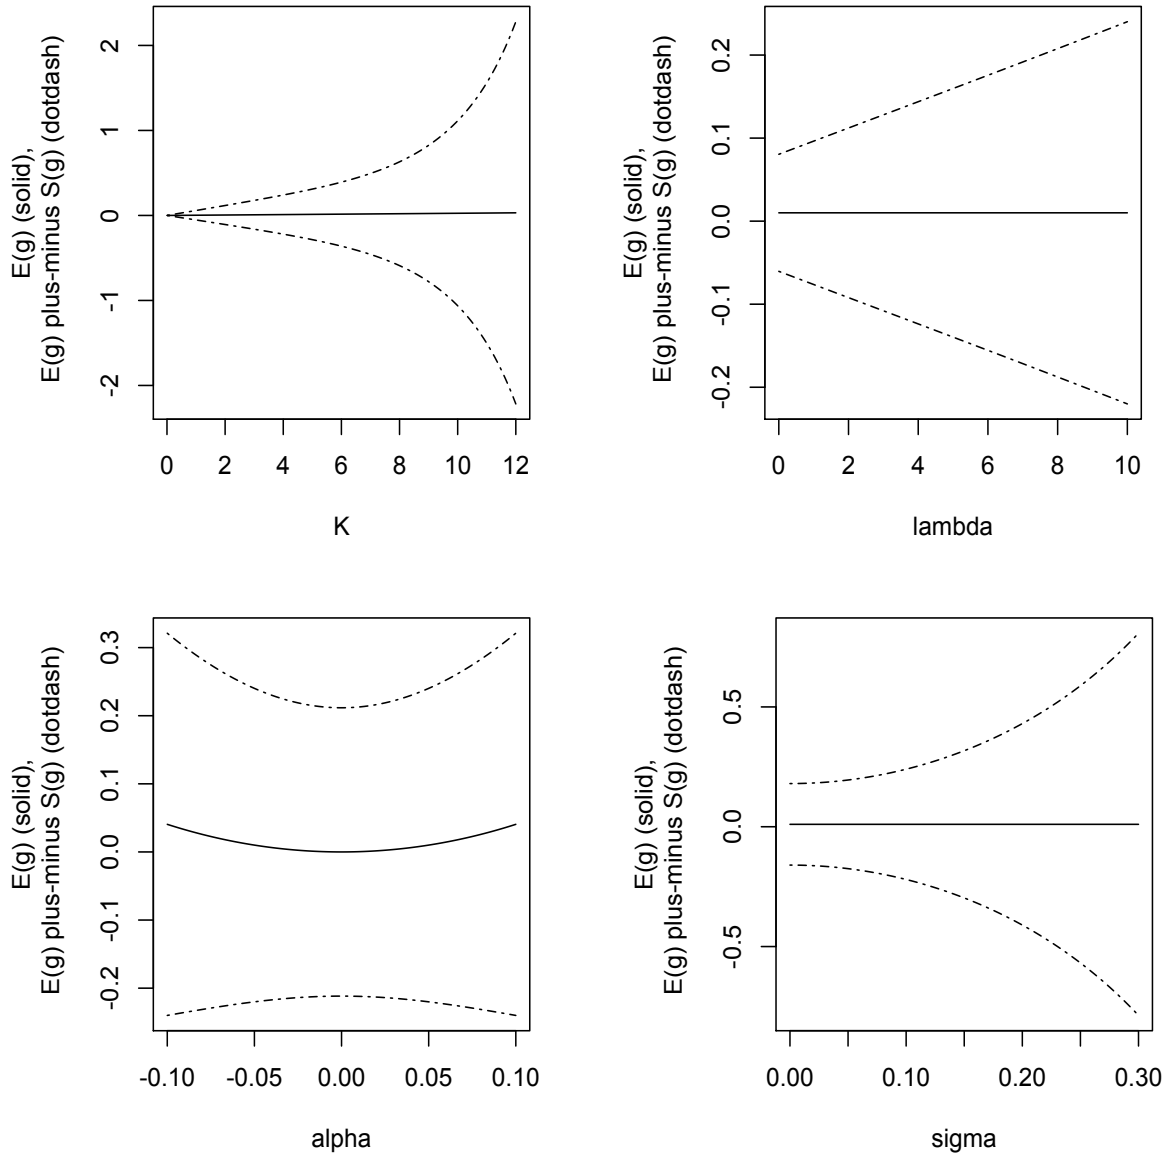 E(g) (solid),
E(g) plus-minus S(g) (dotdash)
2
1
0
-1
-2
0 2 4 6 8 10 12
K
E(g) (solid),
E(g) plus-minus S(g) (dotdash)
0.2
0.1
0.0
-0.1
-0.2
0 2 4 6 8 10
lambda
E(g) (solid),
E(g) plus-minus S(g) (dotdash)
0.3
0.2
0.1
0.0
-0.1
-0.2
-0.10 -0.05 0.00 0.05 0.10
alpha
E(g) (solid),
E(g) plus-minus S(g) (dotdash)
0.5
0.0
-0.5
0.00 0.10 0.20 0.30
sigma